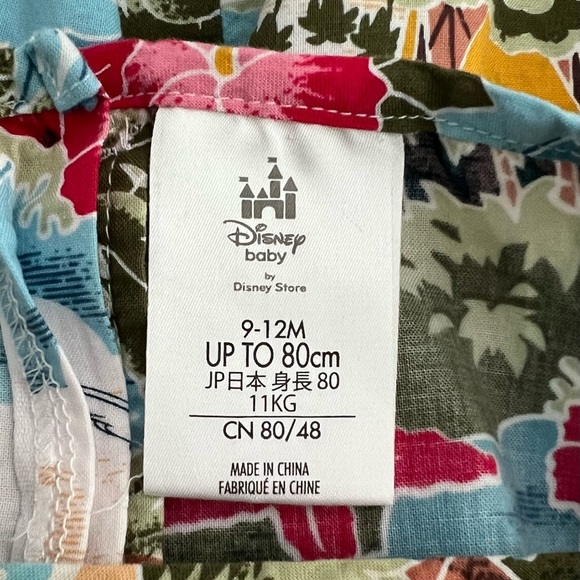 Disney
baby
by
Disney Store
9-12M
UP TO 80cm
JP日本 身長 80
11KG
CN 80/48
MADE IN CHINA
FABRIQUÉ EN CHINE